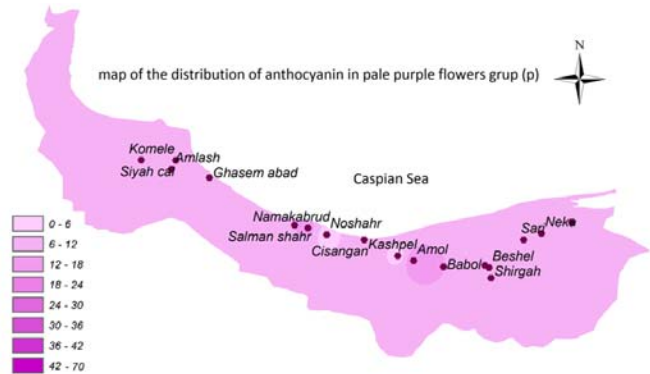 N
map of the distribution of anthocyanin in pale purple flowers grup (p)
Komele
Amlash
Siyah cal
Ghasem abad
Caspian Sea
Namakabrud
Noshahr
Salman shahr
Cisangan
Kashpel
Amol
Babol
Beshel
Shirgah
Sari
Neka
0 - 6
6 - 12
12 - 18
18 - 24
24 - 30
30 - 36
36 - 42
42 - 70